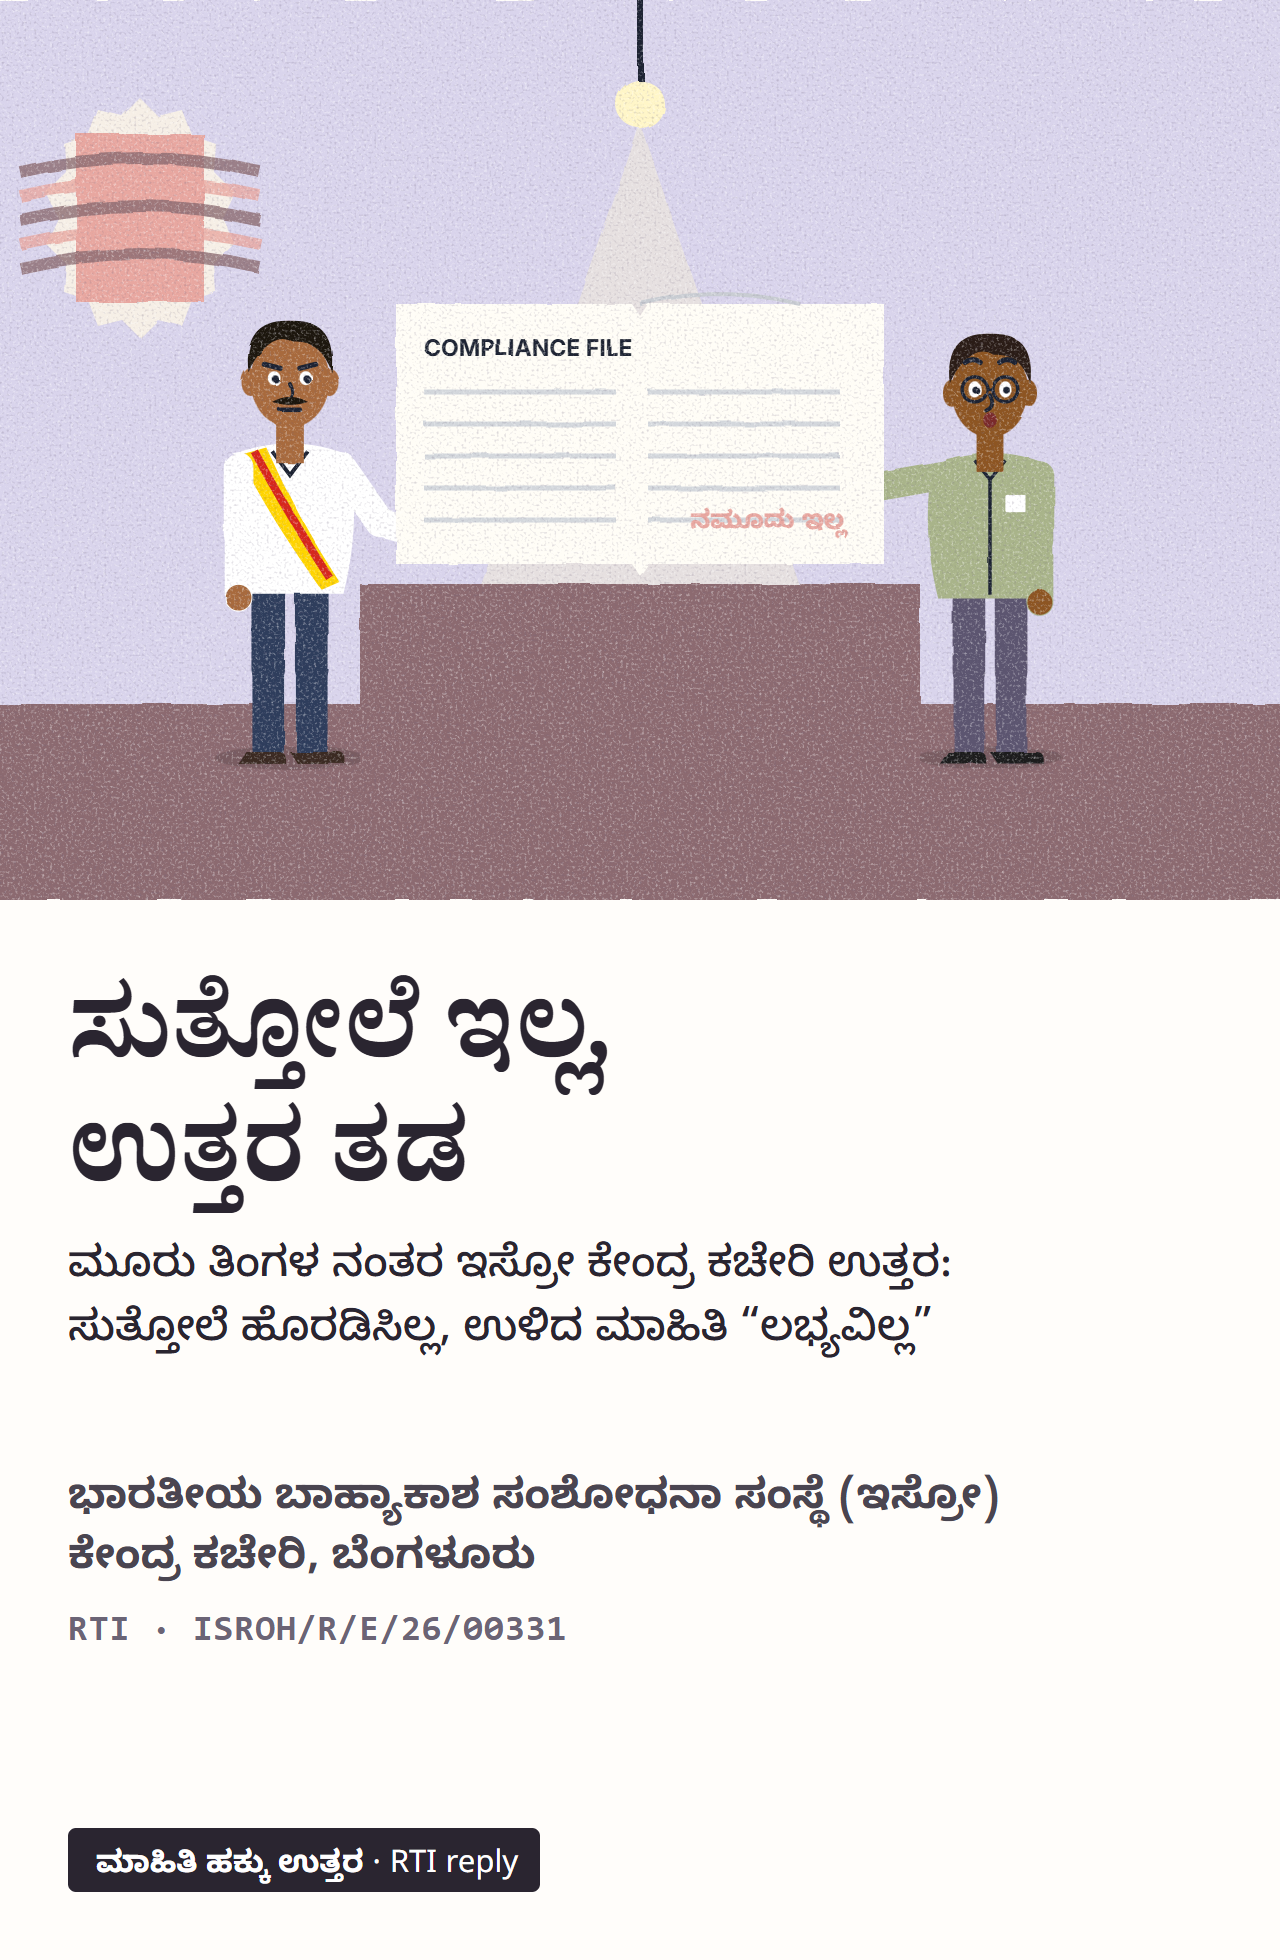 COMPLIANCE FILE
ನಮೂದು ಇಲ್ಲ
ಸುತ್ತೋಲೆ ಇಲ್ಲ,
ಉತ್ತರ ತಡ
ಮೂರು ತಿಂಗಳ ನಂತರ ಇಸ್ರೋ ಕೇಂದ್ರ ಕಚೇರಿ ಉತ್ತರ:
ಸುತ್ತೋಲೆ ಹೊರಡಿಸಿಲ್ಲ, ಉಳಿದ ಮಾಹಿತಿ “ಲಭ್ಯವಿಲ್ಲ”
ಭಾರತೀಯ ಬಾಹ್ಯಾಕಾಶ ಸಂಶೋಧನಾ ಸಂಸ್ಥೆ (ಇಸ್ರೋ)
ಕೇಂದ್ರ ಕಚೇರಿ, ಬೆಂಗಳೂರು
RTI · ISROH/R/E/26/00331
ಮಾಹಿತಿ ಹಕ್ಕು ಉತ್ತರ · RTI reply